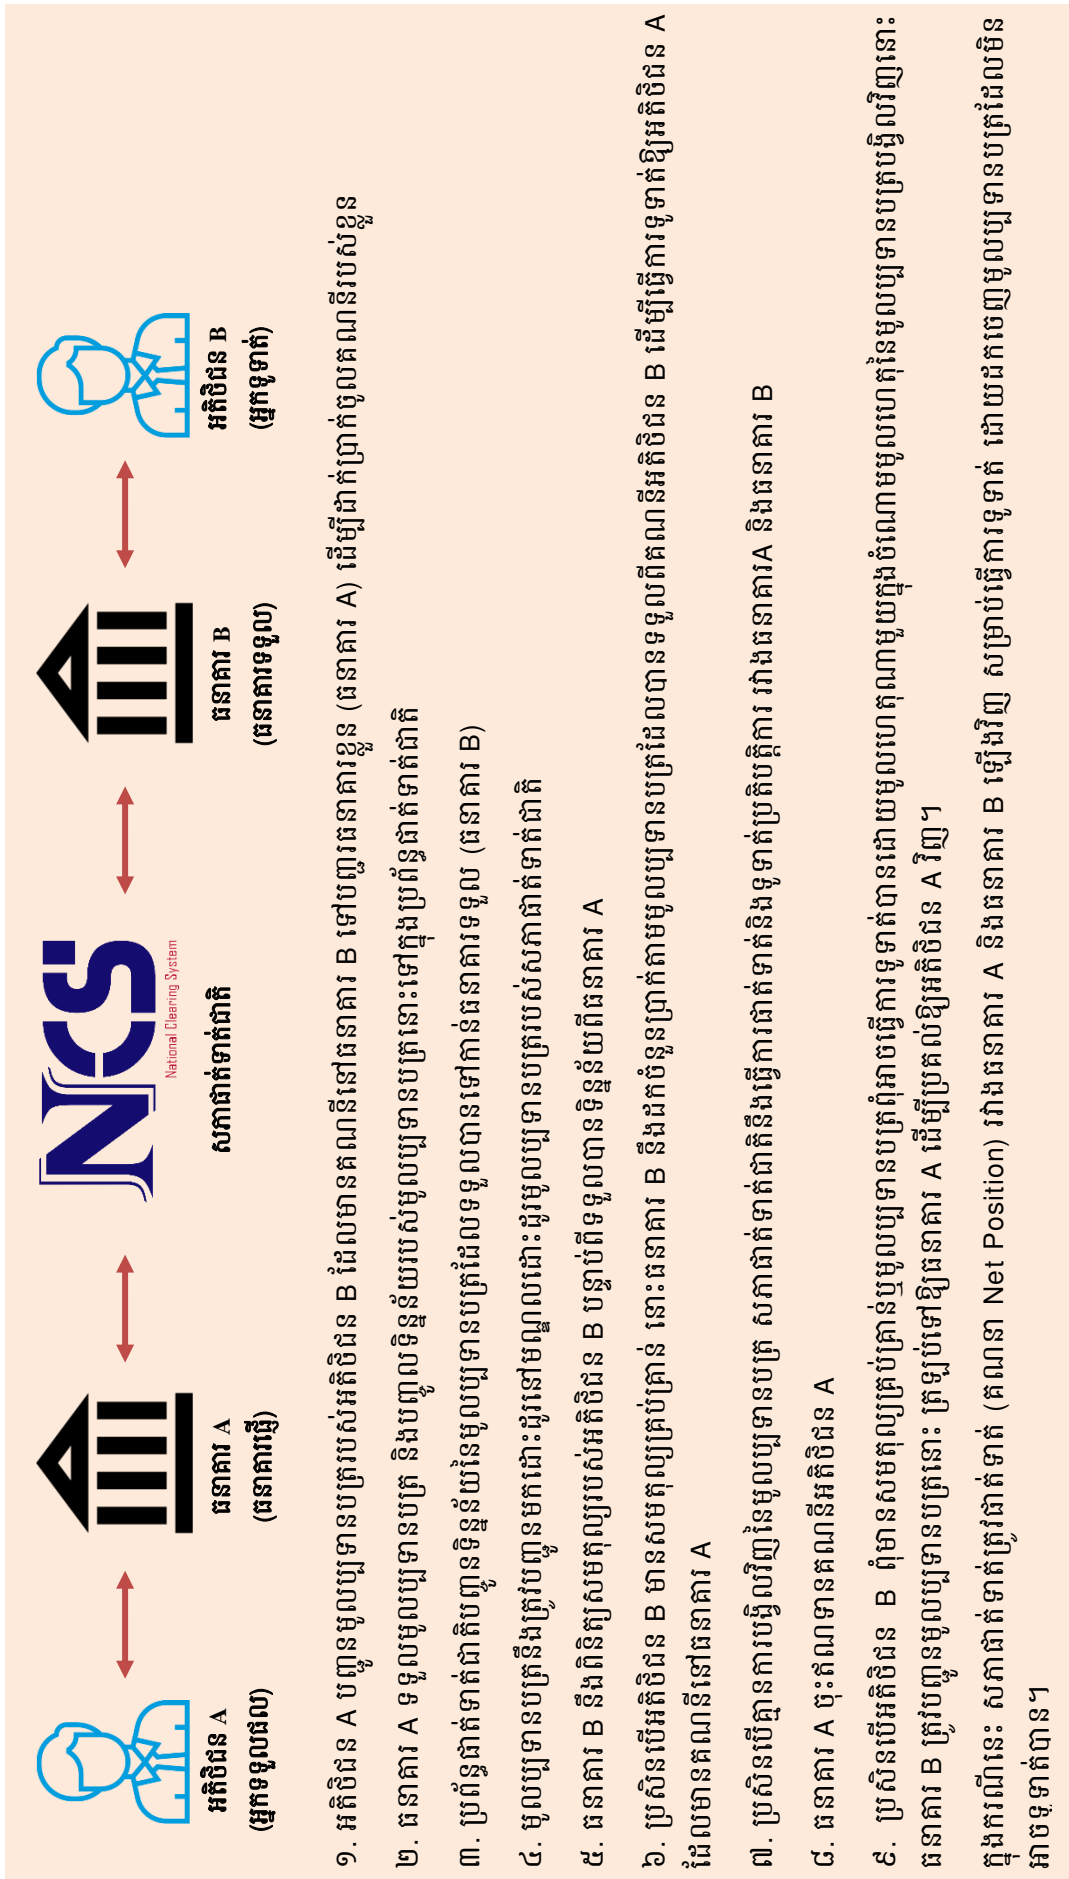 NCS
National Clearing System
អតិថិជន A
(អ្នកទទួលផល)
ធនាគារ A
(ធនាគារផ្ញើ)
សភាផាត់ទាត់ជាតិ
ធនាគារ B
(ធនាគារទទួល)
អតិថិជន B
(អ្នកទូទាត់)
១. អតិថិជន A បញ្ជូនមូលប្បទានបត្ររបស់អតិថិជន B ដែលមានគណនីនៅធនាគារ B ទៅបញ្ជរធនាគារខ្លួន (ធនាគារ A) ដើម្បីដាក់ប្រាក់ចូលគណនីរបស់ខ្លួន
២. ធនាគារ A ទទួលមូលប្បទានបត្រ និងបញ្ចូលទិន្នន័យរបស់មូលប្បទានបត្រនោះទៅក្នុងប្រព័ន្ធផាត់ទាត់ជាតិ
៣. ប្រព័ន្ធផាត់ទាត់ជាតិបញ្ជូនទិន្នន័យនៃមូលប្បទានបត្រដែលទទួលបានទៅកាន់ធនាគារទទួល (ធនាគារ B)
៤. មូលប្បទានបត្រនឹងត្រូវបញ្ជូនមកដោះដូរនៅមណ្ឌលដោះដូរមូលប្បទានបត្ររបស់សភាផាត់ទាត់ជាតិ
៥. ធនាគារ B នឹងពិនិត្យសមតុល្យរបស់អតិថិជន B បន្ទាប់ពីទទួលបានទិន្នន័យពីធនាគារ A
៦. ប្រសិនបើអតិថិជន B មានសមតុល្យគ្រប់គ្រាន់ នោះធនាគារ B នឹងដកចំនួនប្រាក់តាមមូលប្បទានបត្រដែលបានទទួលពីគណនីអតិថិជន B ដើម្បីធ្វើការទូទាត់ឱ្យអតិថិជន A
ដែលមានគណនីនៅធនាគារ A
៧. ប្រសិនបើគ្មានការបង្វិលវិញនៃមូលប្បទានបត្រ សភាផាត់ទាត់ជាតិនឹងធ្វើការផាត់ទាត់និងទូទាត់ប្រតិបត្តិការ រវាងធនាគារA និងធនាគារ B
៨. ធនាគារ A ចុះឥណទានគណនីអតិថិជន A
៩. ប្រសិនបើអតិថិជន B ពុំមានសមតុល្យគ្រប់គ្រាន់ឬមូលប្បទានបត្រពុំអាចធ្វើការទូទាត់បានដោយមូលហេតុណាមួយក្នុងចំណោមមូលហេតុនៃមូលប្បទានបត្របង្វិលវិញនោះ
ធនាគារ B ត្រូវបញ្ជូនមូលប្បទានបត្រនោះ ត្រឡប់ទៅឱ្យធនាគារ A ដើម្បីប្រគល់ឱ្យអតិថិជន A វិញ។
ក្នុងករណីនេះ សភាផាត់ទាត់ត្រូវផាត់ទាត់ (គណនា Net Position) រវាងធនាគារ A និងធនាគារ B ឡើងវិញ សម្រាប់ធ្វើការទូទាត់ ដោយដកចេញមូលប្បទានបត្រដែលមិន
អាចទូទាត់បាន។